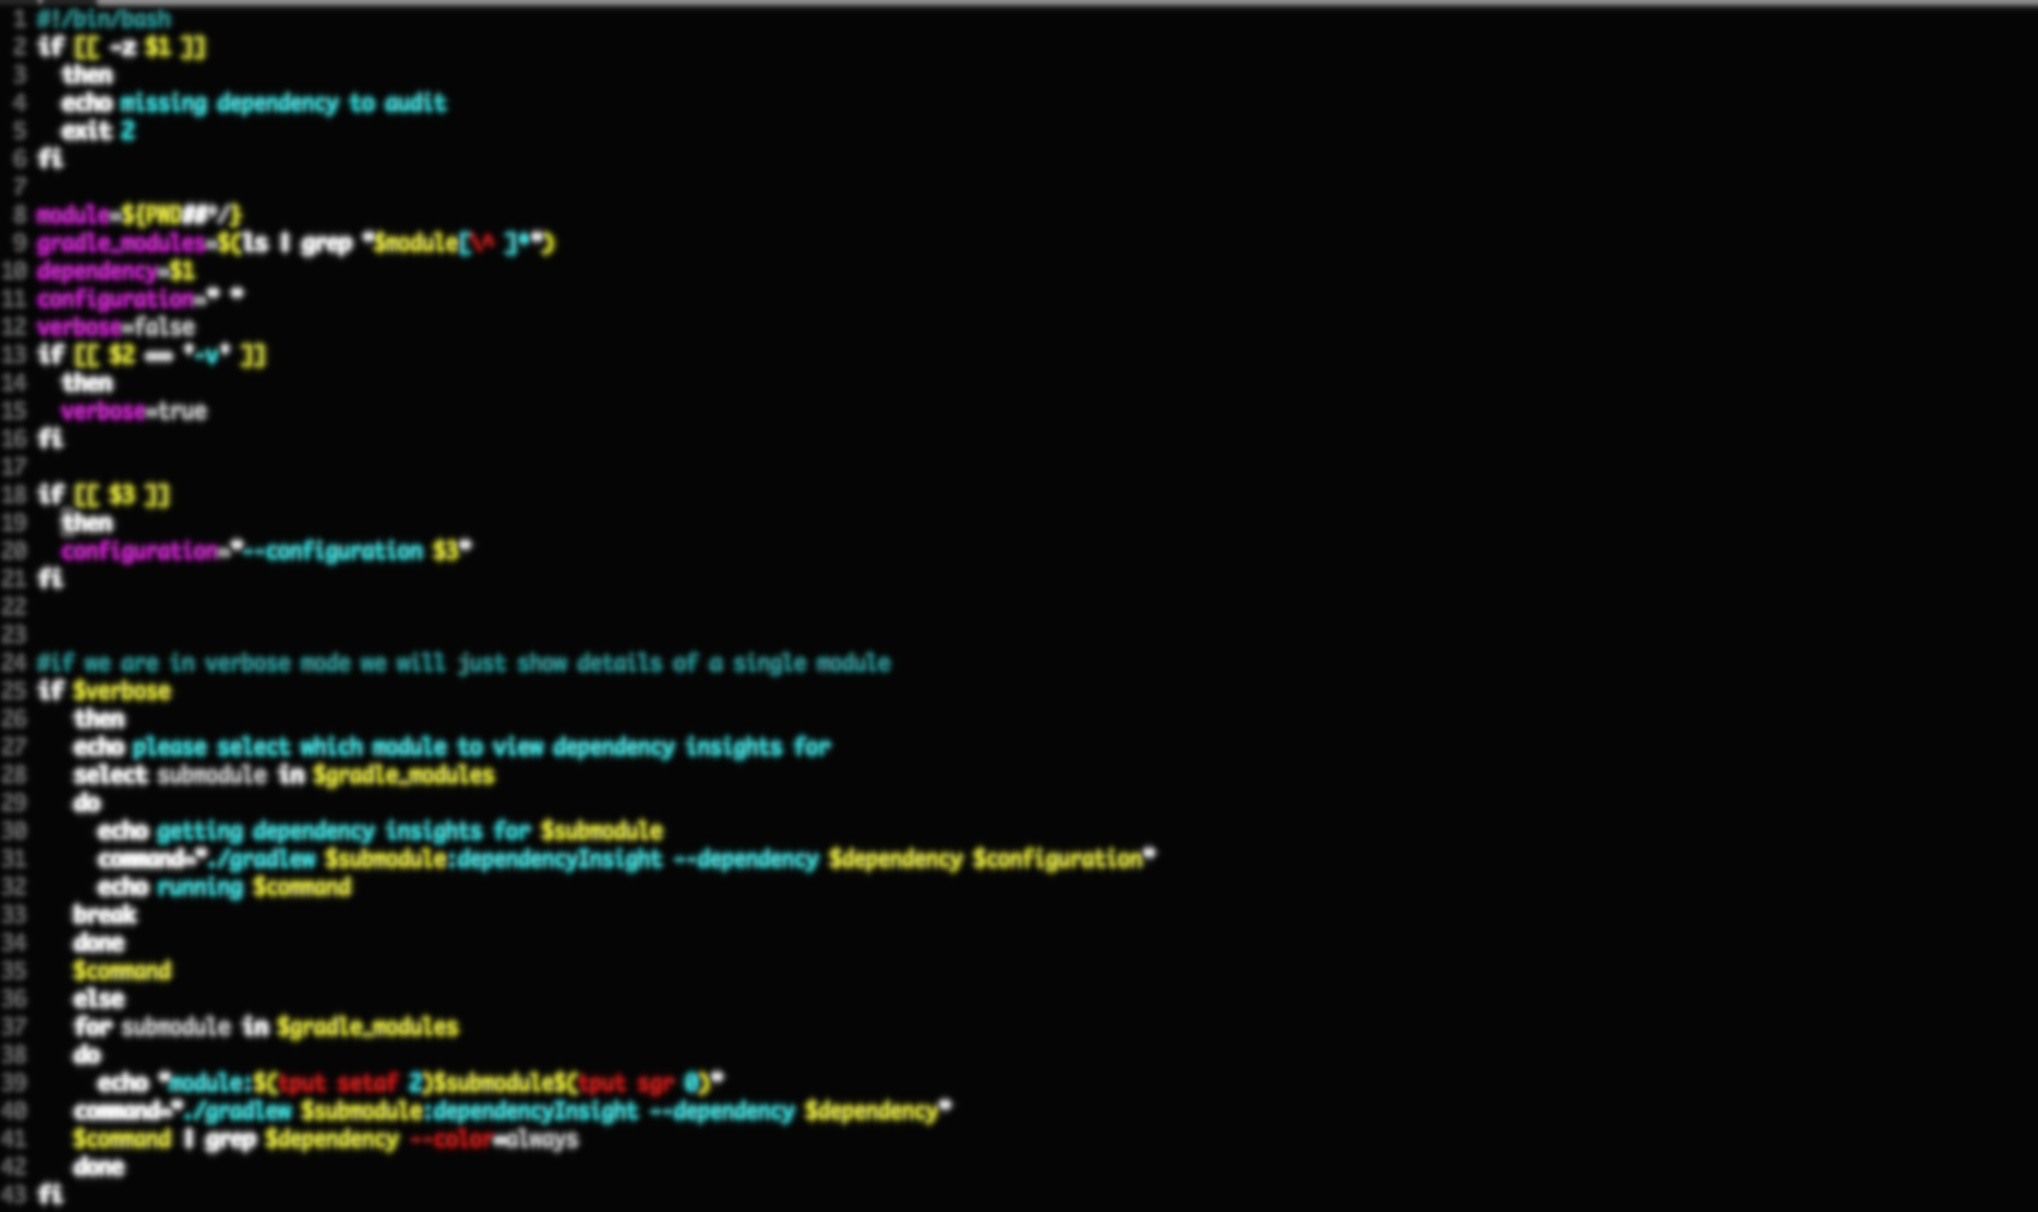 1 #!/bin/bash
2 if [[ -z $1 ]]
3   then
4   echo missing dependency to audit
5   exit 2
6 fi
7
8 module=${PWD##*/}
9 gradle_modules=$(ls | grep "$module[\^ ]*")
10 dependency=$1
11 configuration=" "
12 verbose=false
13 if [[ $2 == "-v" ]]
14   then
15   verbose=true
16 fi
17
18 if [[ $3 ]]
19   then
20   configuration="--configuration $3"
21 fi
22
23
24 #if we are in verbose mode we will just show details of a single module
25 if $verbose
26    then
27    echo please select which module to view dependency insights for
28    select submodule in $gradle_modules
29    do
30      echo getting dependency insights for $submodule
31      command="./gradlew $submodule:dependencyInsight --dependency $dependency $configuration"
32      echo running $command
33    break
34    done
35    $command
36    else
37    for submodule in $gradle_modules
38    do
39      echo "module:$(tput setaf 2)$submodule$(tput sgr 0)"
40    command="./gradlew $submodule:dependencyInsight --dependency $dependency"
41    $command | grep $dependency --color=always
42    done
43 fi